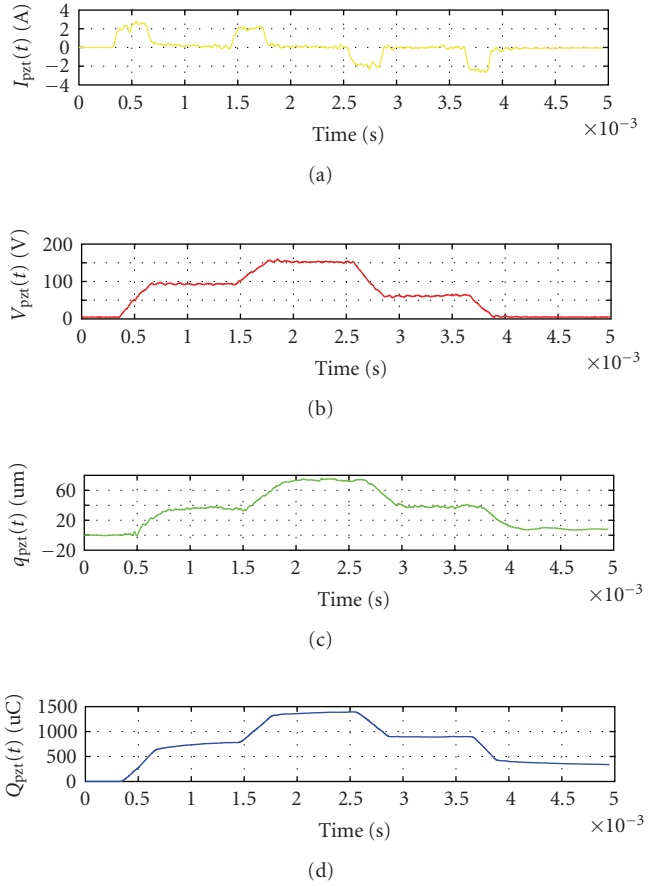 I_pzt(t) (A)
4
2
0
−2
−4
0 0.5 1 1.5 2 2.5 3 3.5 4 4.5 5
×10−3
Time (s)
(a)
V_pzt(t) (V)
200
100
0
0 0.5 1 1.5 2 2.5 3 3.5 4 4.5 5
×10−3
Time (s)
(b)
q_pzt(t) (um)
60
20
−20
0 0.5 1 1.5 2 2.5 3 3.5 4 4.5 5
×10−3
Time (s)
(c)
Q_pzt(t) (uC)
1500
1000
500
0
0 0.5 1 1.5 2 2.5 3 3.5 4 4.5 5
×10−3
Time (s)
(d)